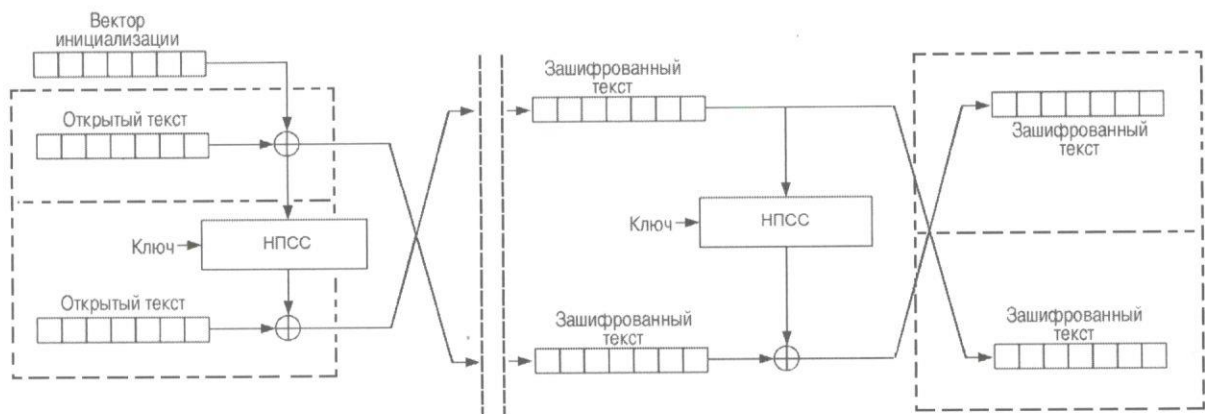 Вектор
инициализации
Открытый текст
Ключ
НПСС
Открытый текст
Зашифрованный
текст
Ключ
НПСС
Зашифрованный
текст
Зашифрованный
текст
Зашифрованный
текст